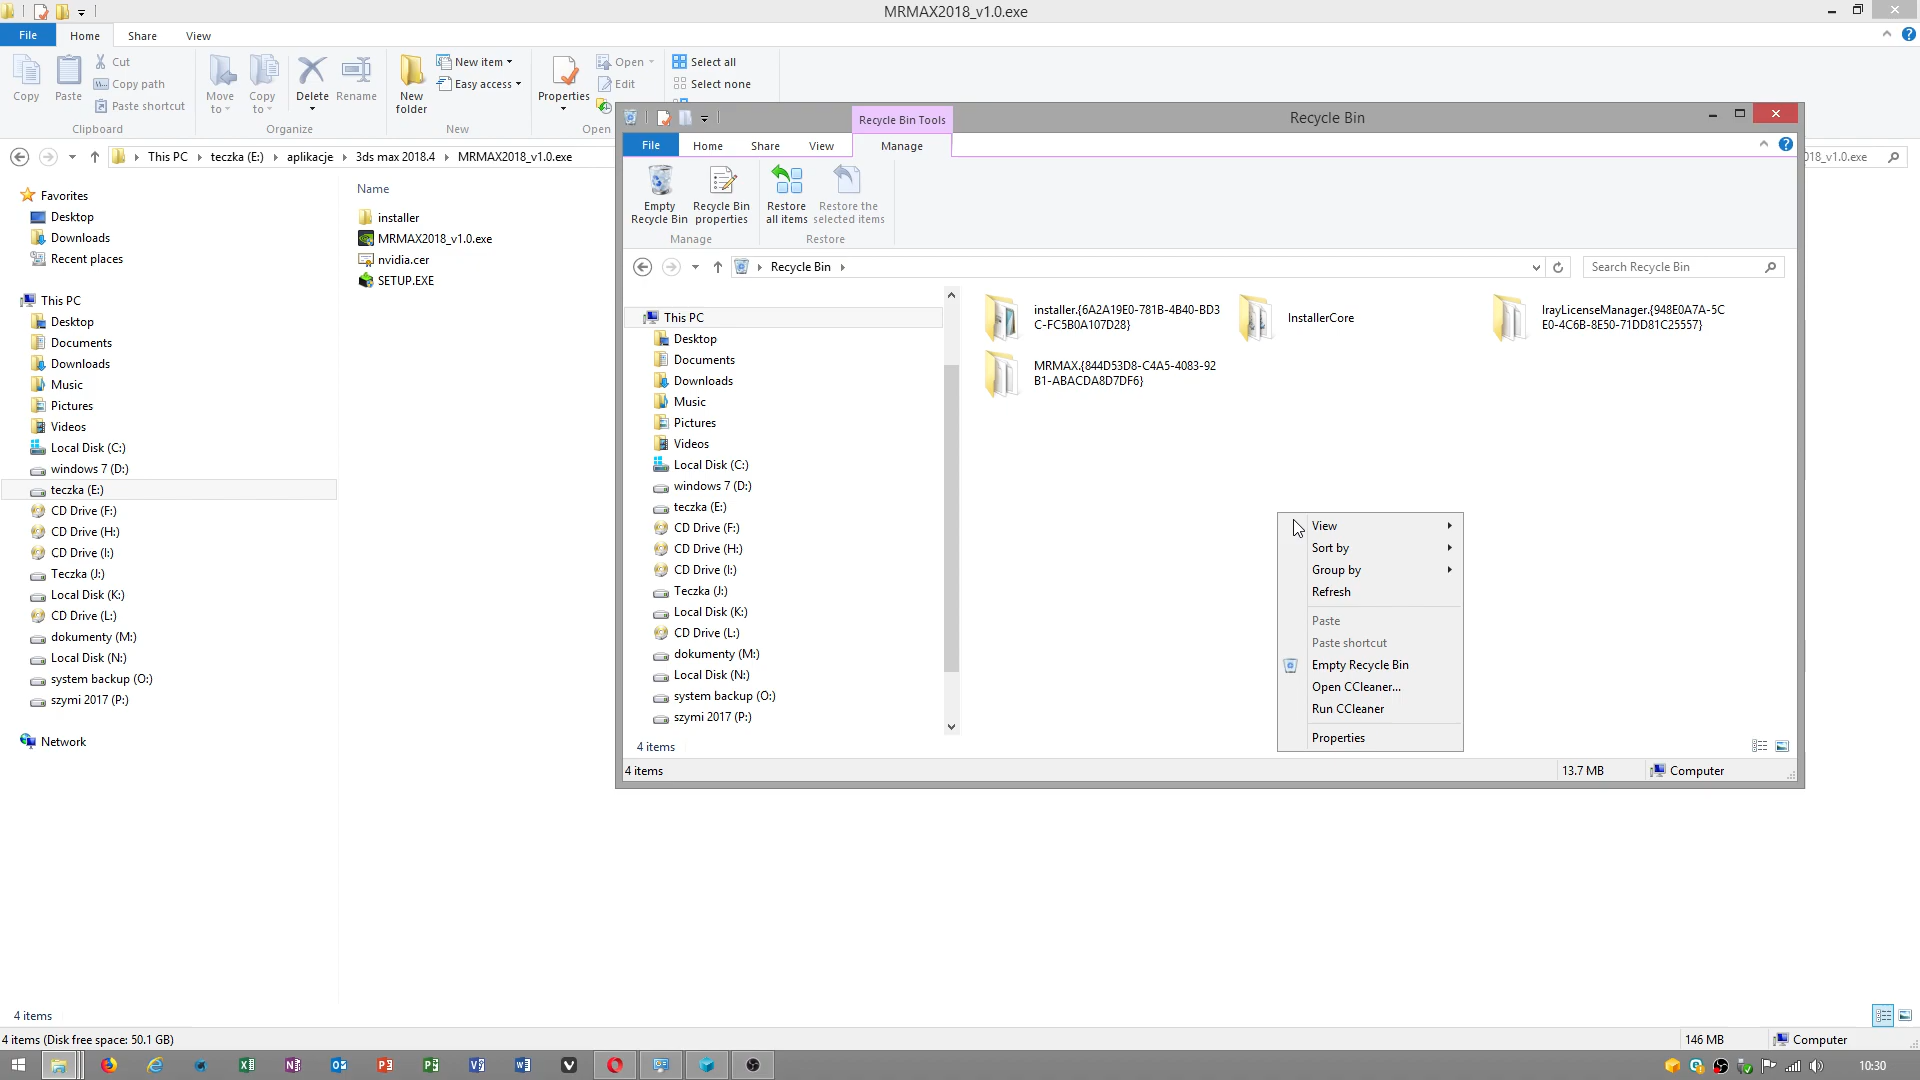 MRMAX2018_v1.0.exe
File
Home
Share
View
Copy
Paste
Cut
Copy path
Paste shortcut
Clipboard
Move to
Copy to
Delete
Rename
Organize
New folder
New item
Easy access
New
Properties
Open
Edit
Open
Select all
Select none
This PC
teczka (E:)
aplikacje
3ds max 2018.4
MRMAX2018_v1.0.exe
018_v1.0.exe
Favorites
Desktop
Downloads
Recent places
This PC
Desktop
Documents
Downloads
Music
Pictures
Videos
Local Disk (C:)
windows 7 (D:)
teczka (E:)
CD Drive (F:)
CD Drive (H:)
CD Drive (I:)
Teczka (J:)
Local Disk (K:)
CD Drive (L:)
dokumenty (M:)
Local Disk (N:)
system backup (O:)
szymi 2017 (P:)
Network
Name
installer
MRMAX2018_v1.0.exe
nvidia.cer
SETUP.EXE
Recycle Bin Tools
Recycle Bin
File
Home
Share
View
Manage
Empty Recycle Bin
Recycle Bin properties
Manage
Restore all items
Restore the selected items
Restore
Recycle Bin
Search Recycle Bin
This PC
Desktop
Documents
Downloads
Music
Pictures
Videos
Local Disk (C:)
windows 7 (D:)
teczka (E:)
CD Drive (F:)
CD Drive (H:)
CD Drive (I:)
Teczka (J:)
Local Disk (K:)
CD Drive (L:)
dokumenty (M:)
Local Disk (N:)
system backup (O:)
szymi 2017 (P:)
installer.{6A2A19E0-781B-4B40-BD3
C-FC5B0A107D28}
InstallerCore
IrayLicenseManager.{948E0A7A-5C
E0-4C6B-8E50-71DD81C25557}
MRMAX.{844D53D8-C4A5-4083-92
B1-ABACDA8D7DF6}
View
Sort by
Group by
Refresh
Paste
Paste shortcut
Empty Recycle Bin
Open CCleaner...
Run CCleaner
Properties
4 items
4 items
13.7 MB
Computer
4 items
4 items (Disk free space: 50.1 GB)
146 MB
Computer
10:30